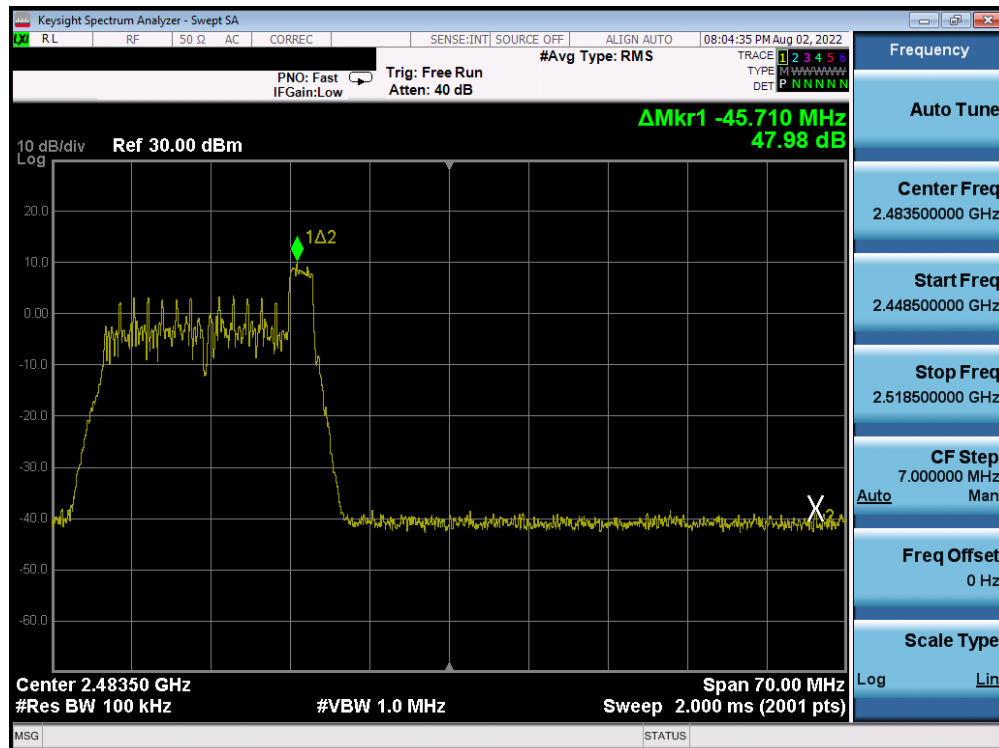 Keysight Spectrum Analyzer - Swept SA
LXI RL RF 50 Ω AC CORREC SENSE:INT SOURCE OFF ALIGN AUTO 08:04:35 PM Aug 02, 2022
#Avg Type: RMS
TRACE 1 2 3 4 5 6
PNO: Fast Trig: Free Run
TYPE M WWWWW
IFGain:Low Atten: 40 dB
DET P N N N N N
ΔMkr1 -45.710 MHz
47.98 dB
10 dB/div Ref 30.00 dBm
Log
20.0
1Δ2
10.0
0.00
-10.0
-20.0
-30.0
X2
-40.0
-50.0
-60.0
Center 2.48350 GHz Span 70.00 MHz
#Res BW 100 kHz #VBW 1.0 MHz Sweep 2.000 ms (2001 pts)
MSG STATUS
Frequency
Auto Tune
Center Freq
2.483500000 GHz
Start Freq
2.448500000 GHz
Stop Freq
2.518500000 GHz
CF Step
7.000000 MHz
Auto Man
Freq Offset
0 Hz
Scale Type
Log Lin